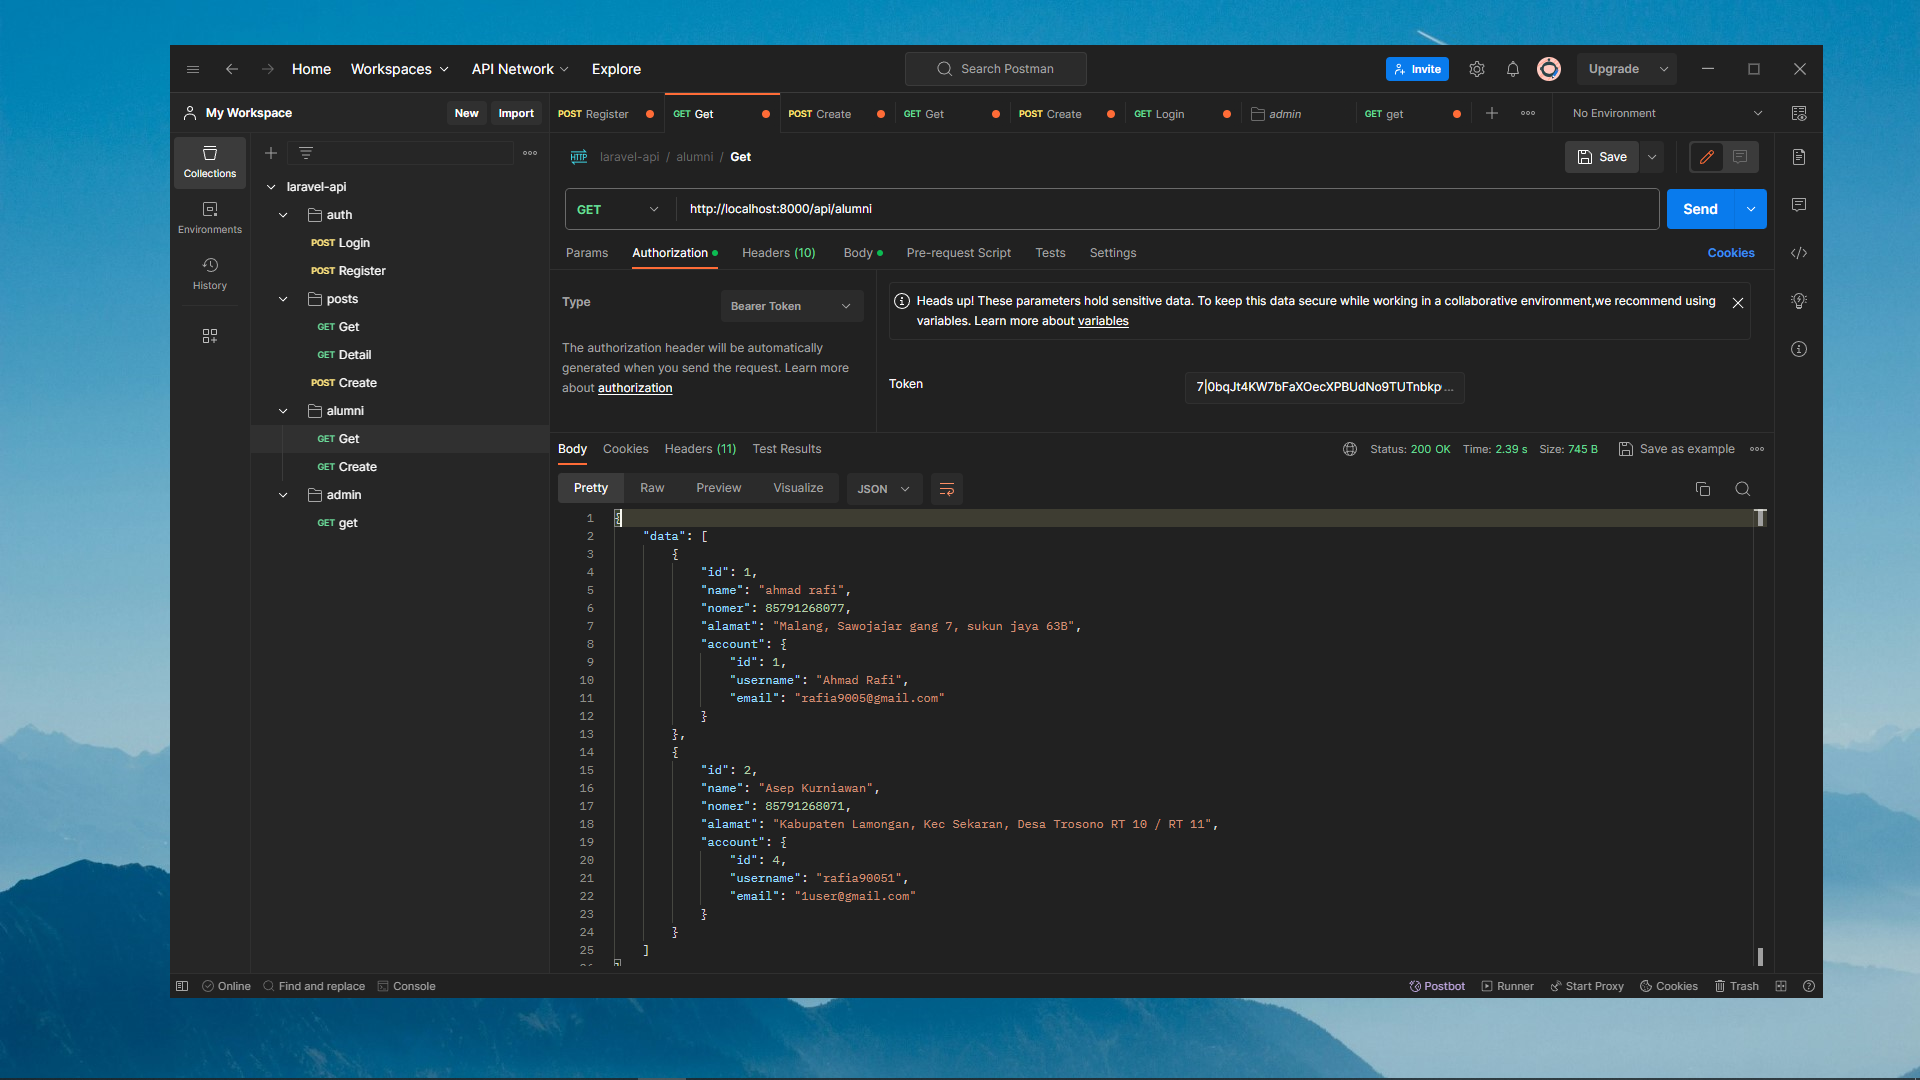 Home Workspaces API Network Explore Search Postman Invite Upgrade
My Workspace New Import POST Register GET Get POST Create GET Get POST Create GET Login admin GET get No Environment
Collections
Environments
History
laravel-api
auth
POST Login
POST Register
posts
GET Get
GET Detail
POST Create
alumni
GET Get
GET Create
admin
GET get
HTTP laravel-api / alumni / Get Save
GET http://localhost:8000/api/alumni Send
Params Authorization Headers (10) Body Pre-request Script Tests Settings Cookies
Type Bearer Token
The authorization header will be automatically
generated when you send the request. Learn more
about authorization
Heads up! These parameters hold sensitive data. To keep this data secure while working in a collaborative environment,we recommend using
variables. Learn more about variables
Token 7|0bqJt4KW7bFaXOecXPBUdNo9TUTnbkp...
Body Cookies Headers (11) Test Results Status: 200 OK Time: 2.39 s Size: 745 B Save as example
Pretty Raw Preview Visualize JSON
1 {
2 "data": [
3 {
4 "id": 1,
5 "name": "ahmad rafi",
6 "nomer": 85791268077,
7 "alamat": "Malang, Sawojajar gang 7, sukun jaya 63B",
8 "account": {
9 "id": 1,
10 "username": "Ahmad Rafi",
11 "email": "rafia9005@gmail.com"
12 }
13 },
14 {
15 "id": 2,
16 "name": "Asep Kurniawan",
17 "nomer": 85791268071,
18 "alamat": "Kabupaten Lamongan, Kec Sekaran, Desa Trosono RT 10 / RT 11",
19 "account": {
20 "id": 4,
21 "username": "rafia90051",
22 "email": "1user@gmail.com"
23 }
24 }
25 ]
Online Find and replace Console Postbot Runner Start Proxy Cookies Trash